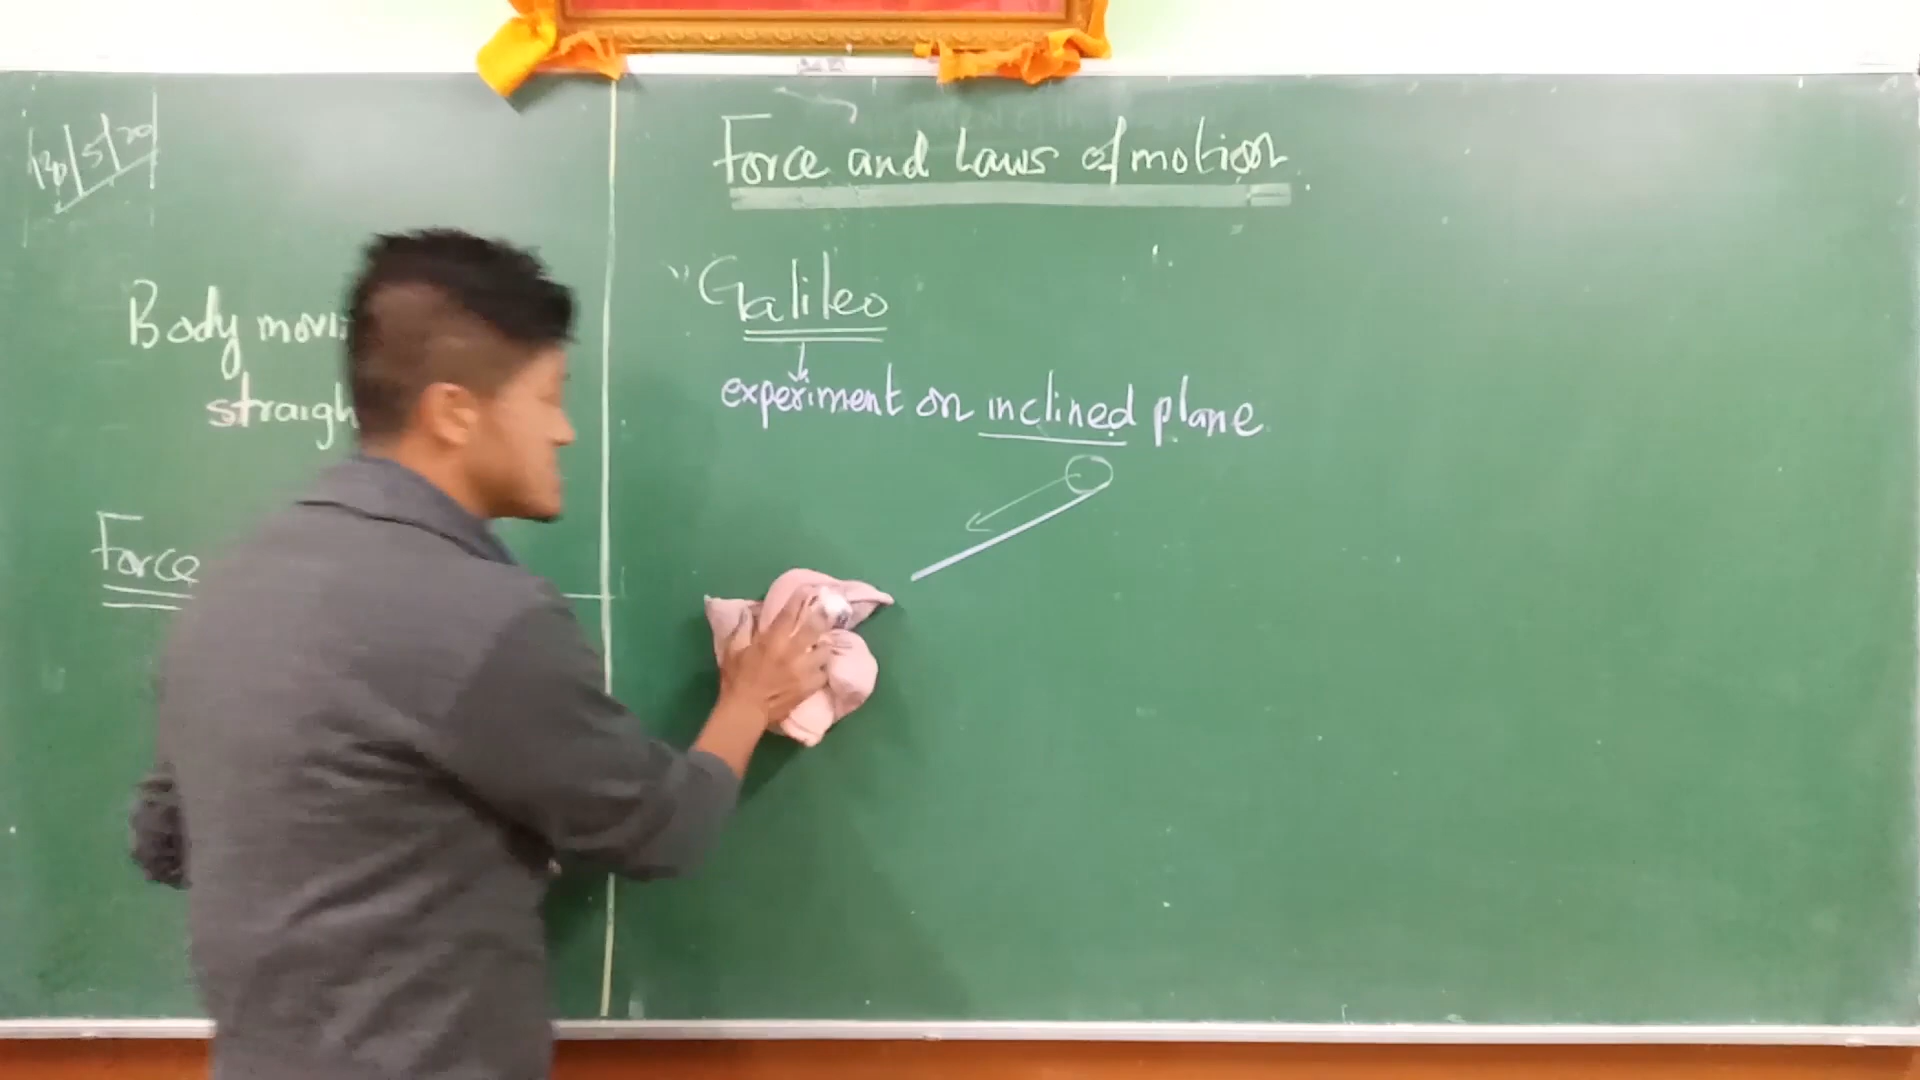 Body movi
straigh
Force
Force and Laws of motion
"Galileo
experiment on inclined plane